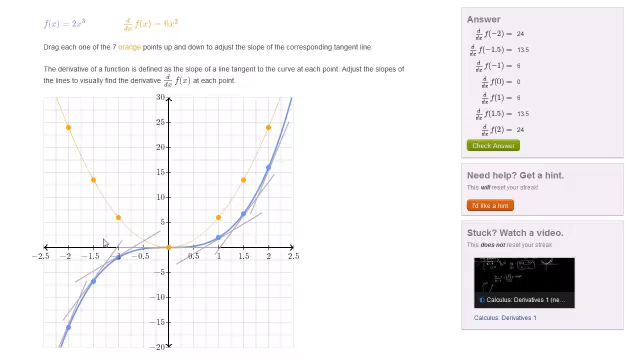 f(x) = 2x³ d/dx f(x) = 6x²
Drag each one of the 7 orange points up and down to adjust the slope of the corresponding tangent line.
The derivative of a function is defined as the slope of a line tangent to the curve at each point. Adjust the slopes of
the lines to visually find the derivative d/dx f(x) at each point.
30
25
20
15
10
5
−2.5 −2 −1.5 −1 −0.5 0 0.5 1 1.5 2 2.5
−5
−10
−15
−20
Answer
d/dx f(−2) = 24
d/dx f(−1.5) = 13.5
d/dx f(−1) = 6
d/dx f(0) = 0
d/dx f(1) = 6
d/dx f(1.5) = 13.5
d/dx f(2) = 24
Check Answer
Need help? Get a hint.
This will reset your streak!
I'd like a hint
Stuck? Watch a video.
This does not reset your streak
Calculus: Derivatives 1 (ne...
Calculus: Derivatives 1